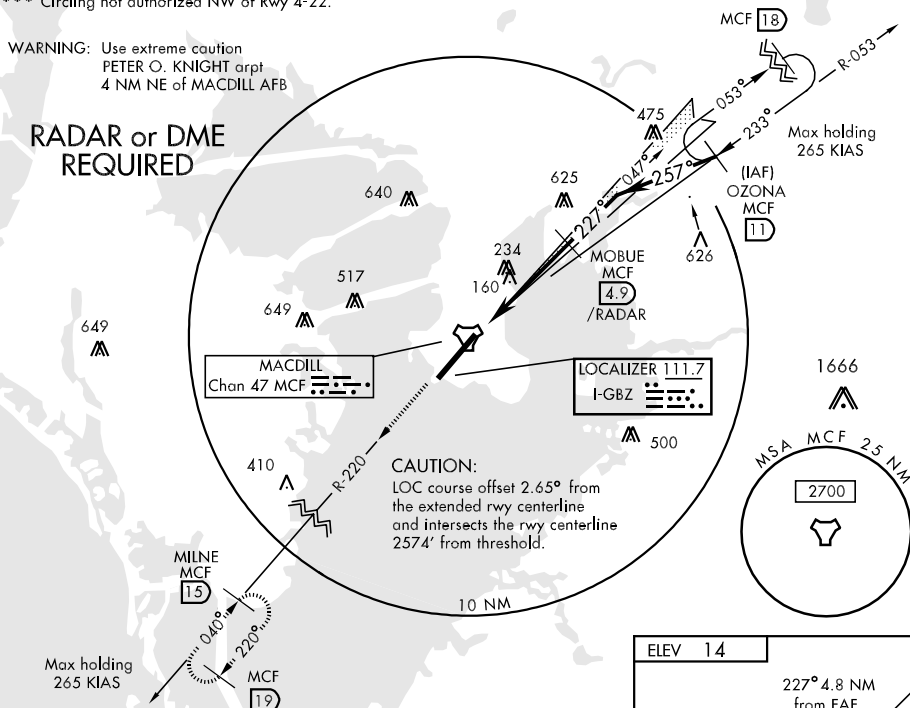 *** Circling not authorized NW of Rwy 4-22.
MCF 18
WARNING: Use extreme caution
PETER O. KNIGHT arpt
4 NM NE of MACDILL AFB
R-053
053°
RADAR or DME
REQUIRED
475
233°
Max holding
265 KIAS
047°
257°
(IAF)
OZONA
MCF
11
640
625
227°
626
234
160
MOBUE
MCF
4.9
/RADAR
517
649
649
MACDILL
Chan 47 MCF
LOCALIZER 111.7
I-GBZ
1666
500
MSA MCF 25 NM
2700
410
R-220
CAUTION:
LOC course offset 2.65° from
the extended rwy centerline
and intersects the rwy centerline
2574' from threshold.
MILNE
MCF
15
10 NM
040°
220°
Max holding
265 KIAS
MCF
19
ELEV 14
227° 4.8 NM
from FAF